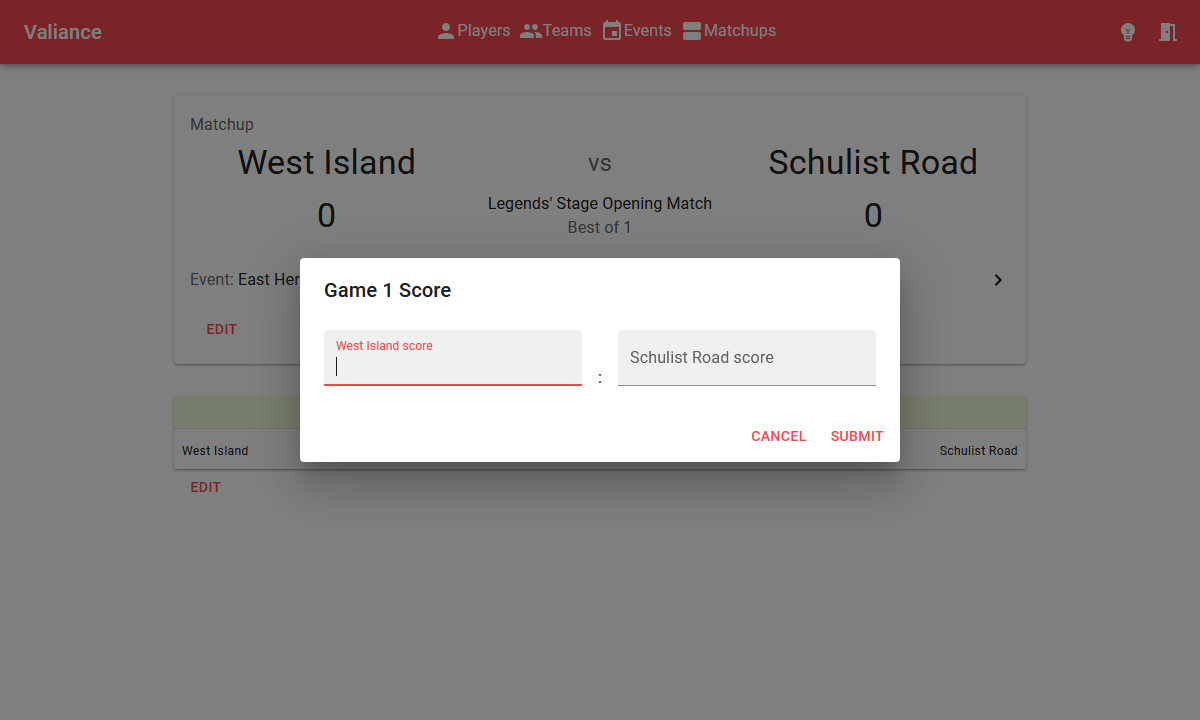 Valiance
Players Teams Events Matchups
Matchup
West Island vs Schulist Road
0 Legends' Stage Opening Match 0
Best of 1
Event: East Her
EDIT
Game 1 Score
West Island score
: Schulist Road score
CANCEL SUBMIT
West Island Schulist Road
EDIT